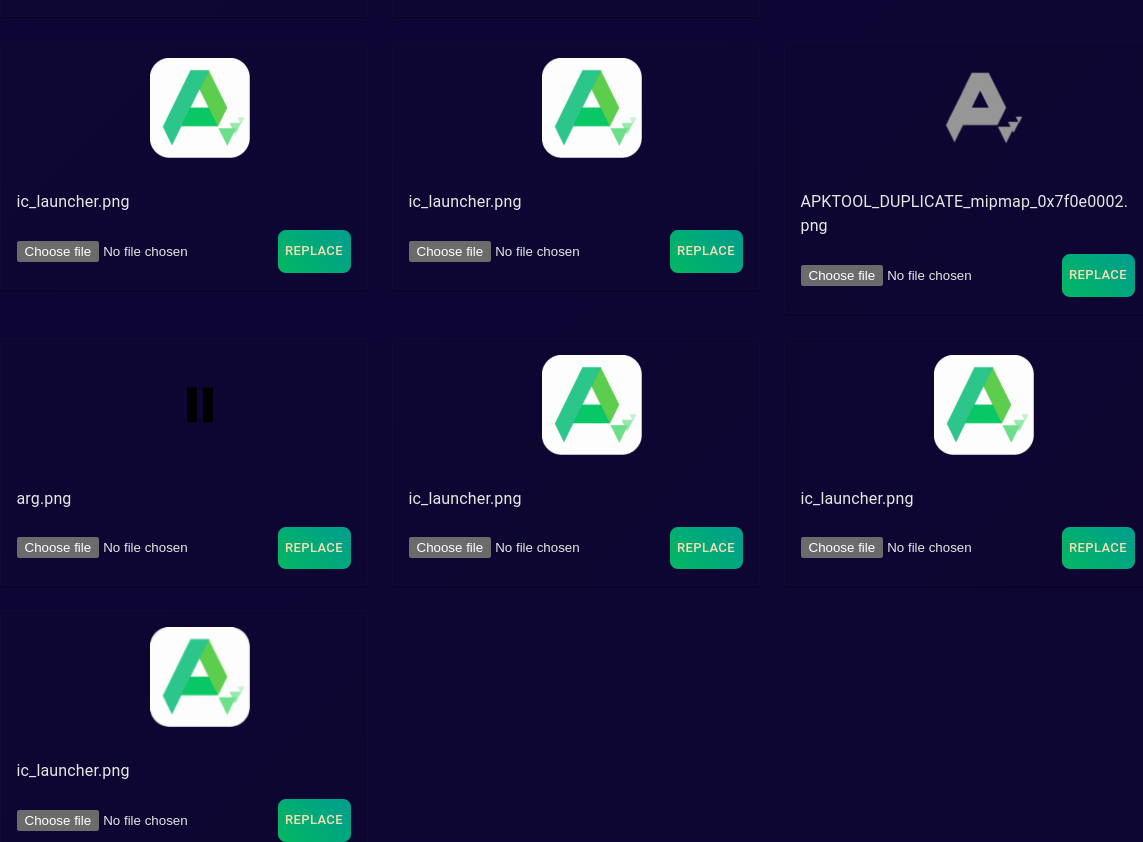 ic_launcher.png
Choose file No file chosen
REPLACE
ic_launcher.png
Choose file No file chosen
REPLACE
APKTOOL_DUPLICATE_mipmap_0x7f0e0002.
png
Choose file No file chosen
REPLACE
arg.png
Choose file No file chosen
REPLACE
ic_launcher.png
Choose file No file chosen
REPLACE
ic_launcher.png
Choose file No file chosen
REPLACE
ic_launcher.png
Choose file No file chosen
REPLACE